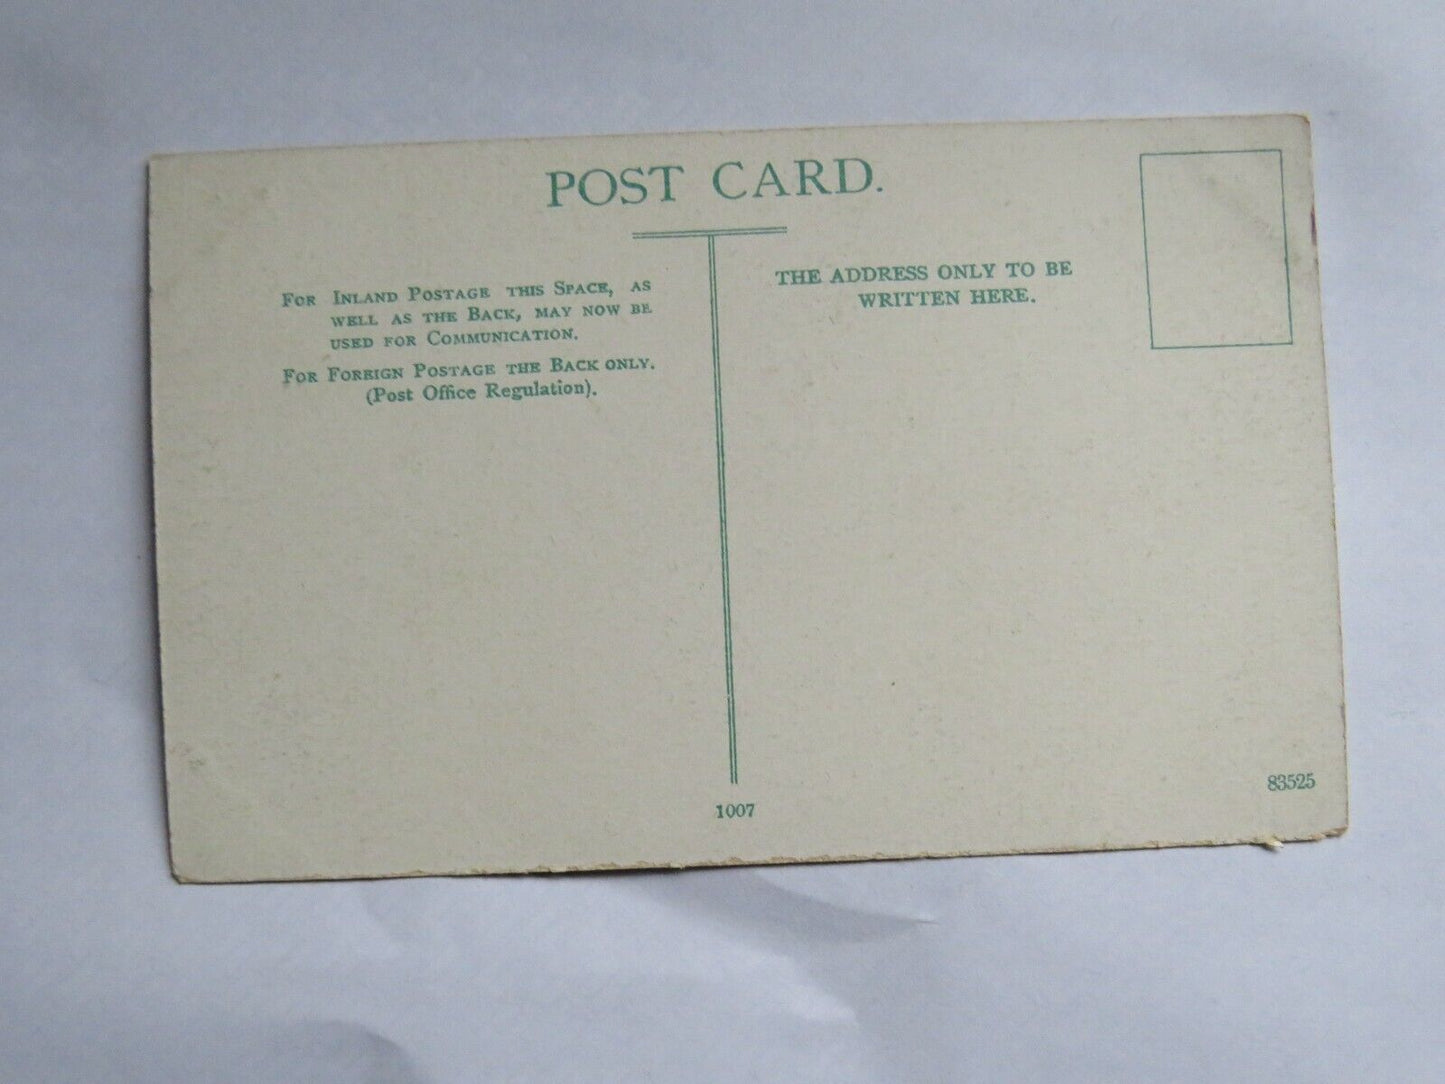 POST CARD.
FOR INLAND POSTAGE THIS SPACE, AS
WELL AS THE BACK, MAY NOW BE
USED FOR COMMUNICATION.
FOR FOREIGN POSTAGE THE BACK ONLY.
(Post Office Regulation).
THE ADDRESS ONLY TO BE
WRITTEN HERE.
1007
83525